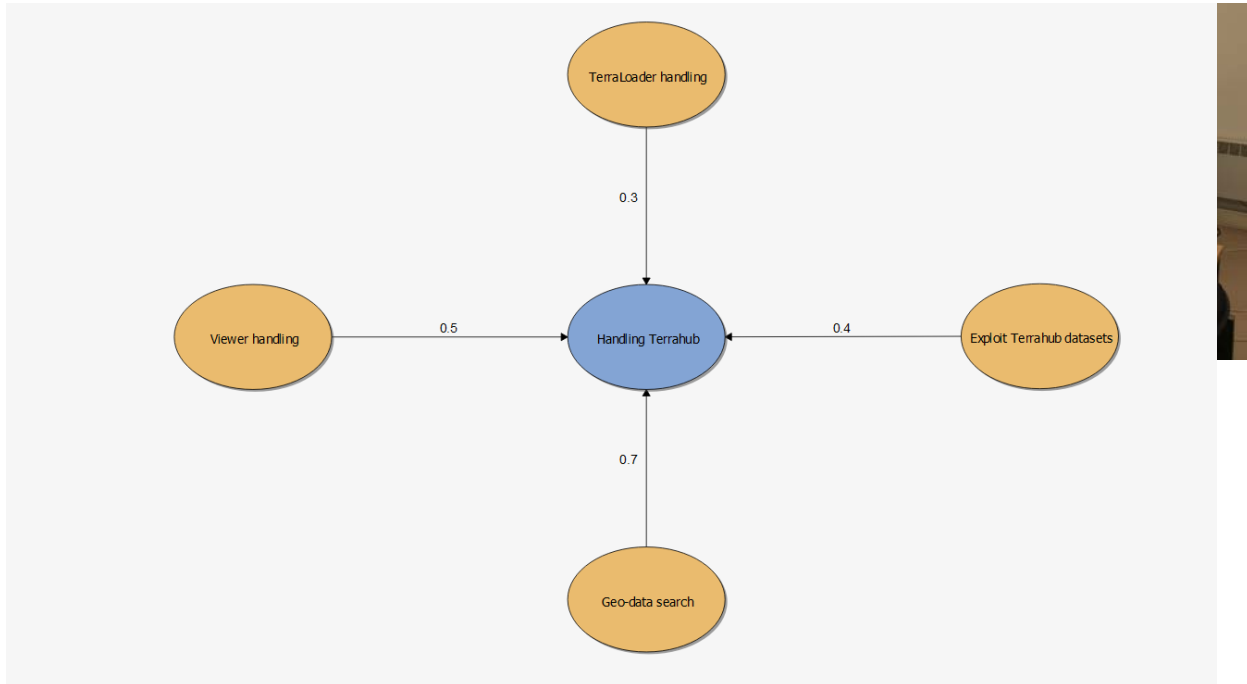 TerraLoader handling
0.3
Viewer handling
0.5
Handling Terrahub
0.4
Exploit Terrahub datasets
0.7
Geo-data search